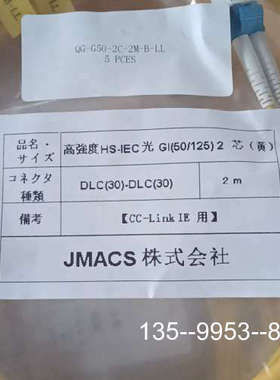 QG-G50-2C-2M-B-LL
5 PCES
品名・サイズ 高強度HS-IEC光 GI(50/125) 2 芯 (黄)
コネクタ種類 DLC(30)-DLC(30) 2 m
備考 【CC-Link IE 用】
JMACS 株式会社
135--9953--8